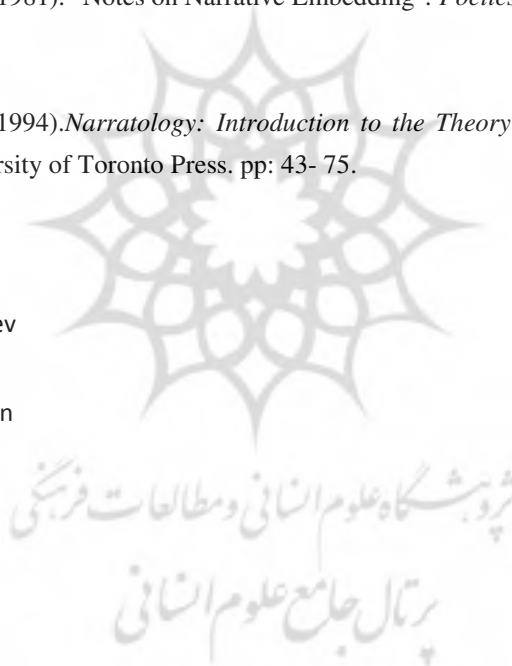 1981). "Notes on Narrative Embedding". Poetics
1994).Narratology: Introduction to the Theory
rsity of Toronto Press. pp: 43- 75.
ev
n
پژوهشگاه علوم انسانی و مطالعات فرهنگی
پرتال جامع علوم انسانی